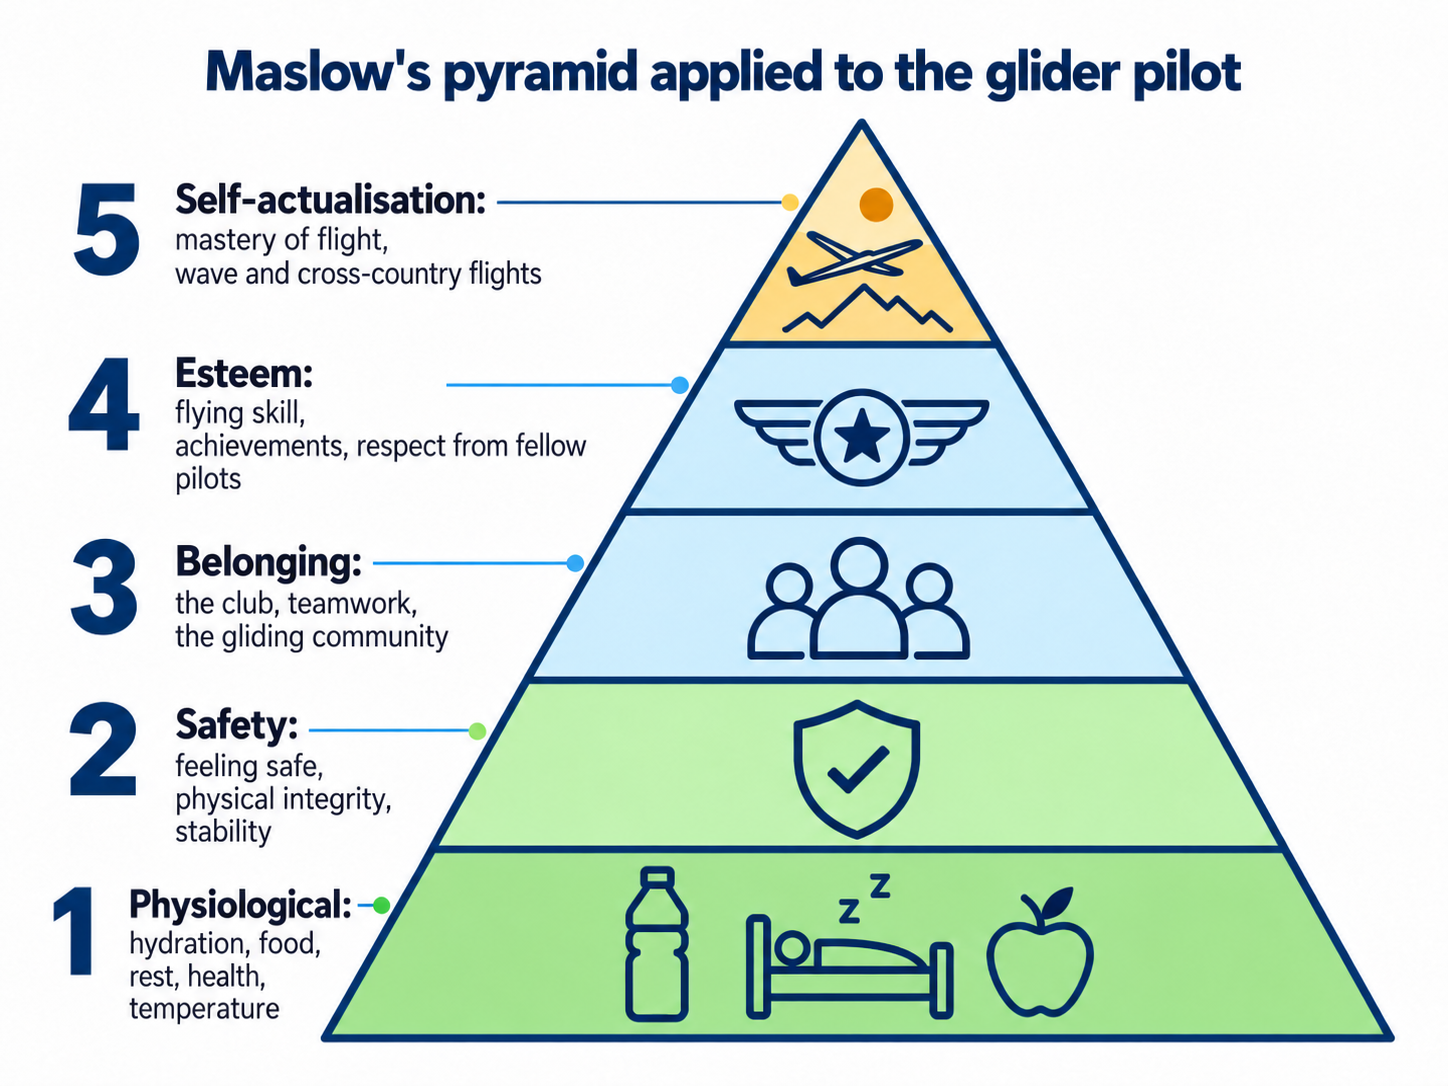 Maslow's pyramid applied to the glider pilot
5
Self-actualisation:
mastery of flight,
wave and cross-country flights
4
Esteem:
flying skill,
achievements, respect from fellow
pilots
3
Belonging:
the club, teamwork,
the gliding community
2
Safety:
feeling safe,
physical integrity,
stability
1
Physiological:
hydration, food,
rest, health,
temperature
z
z